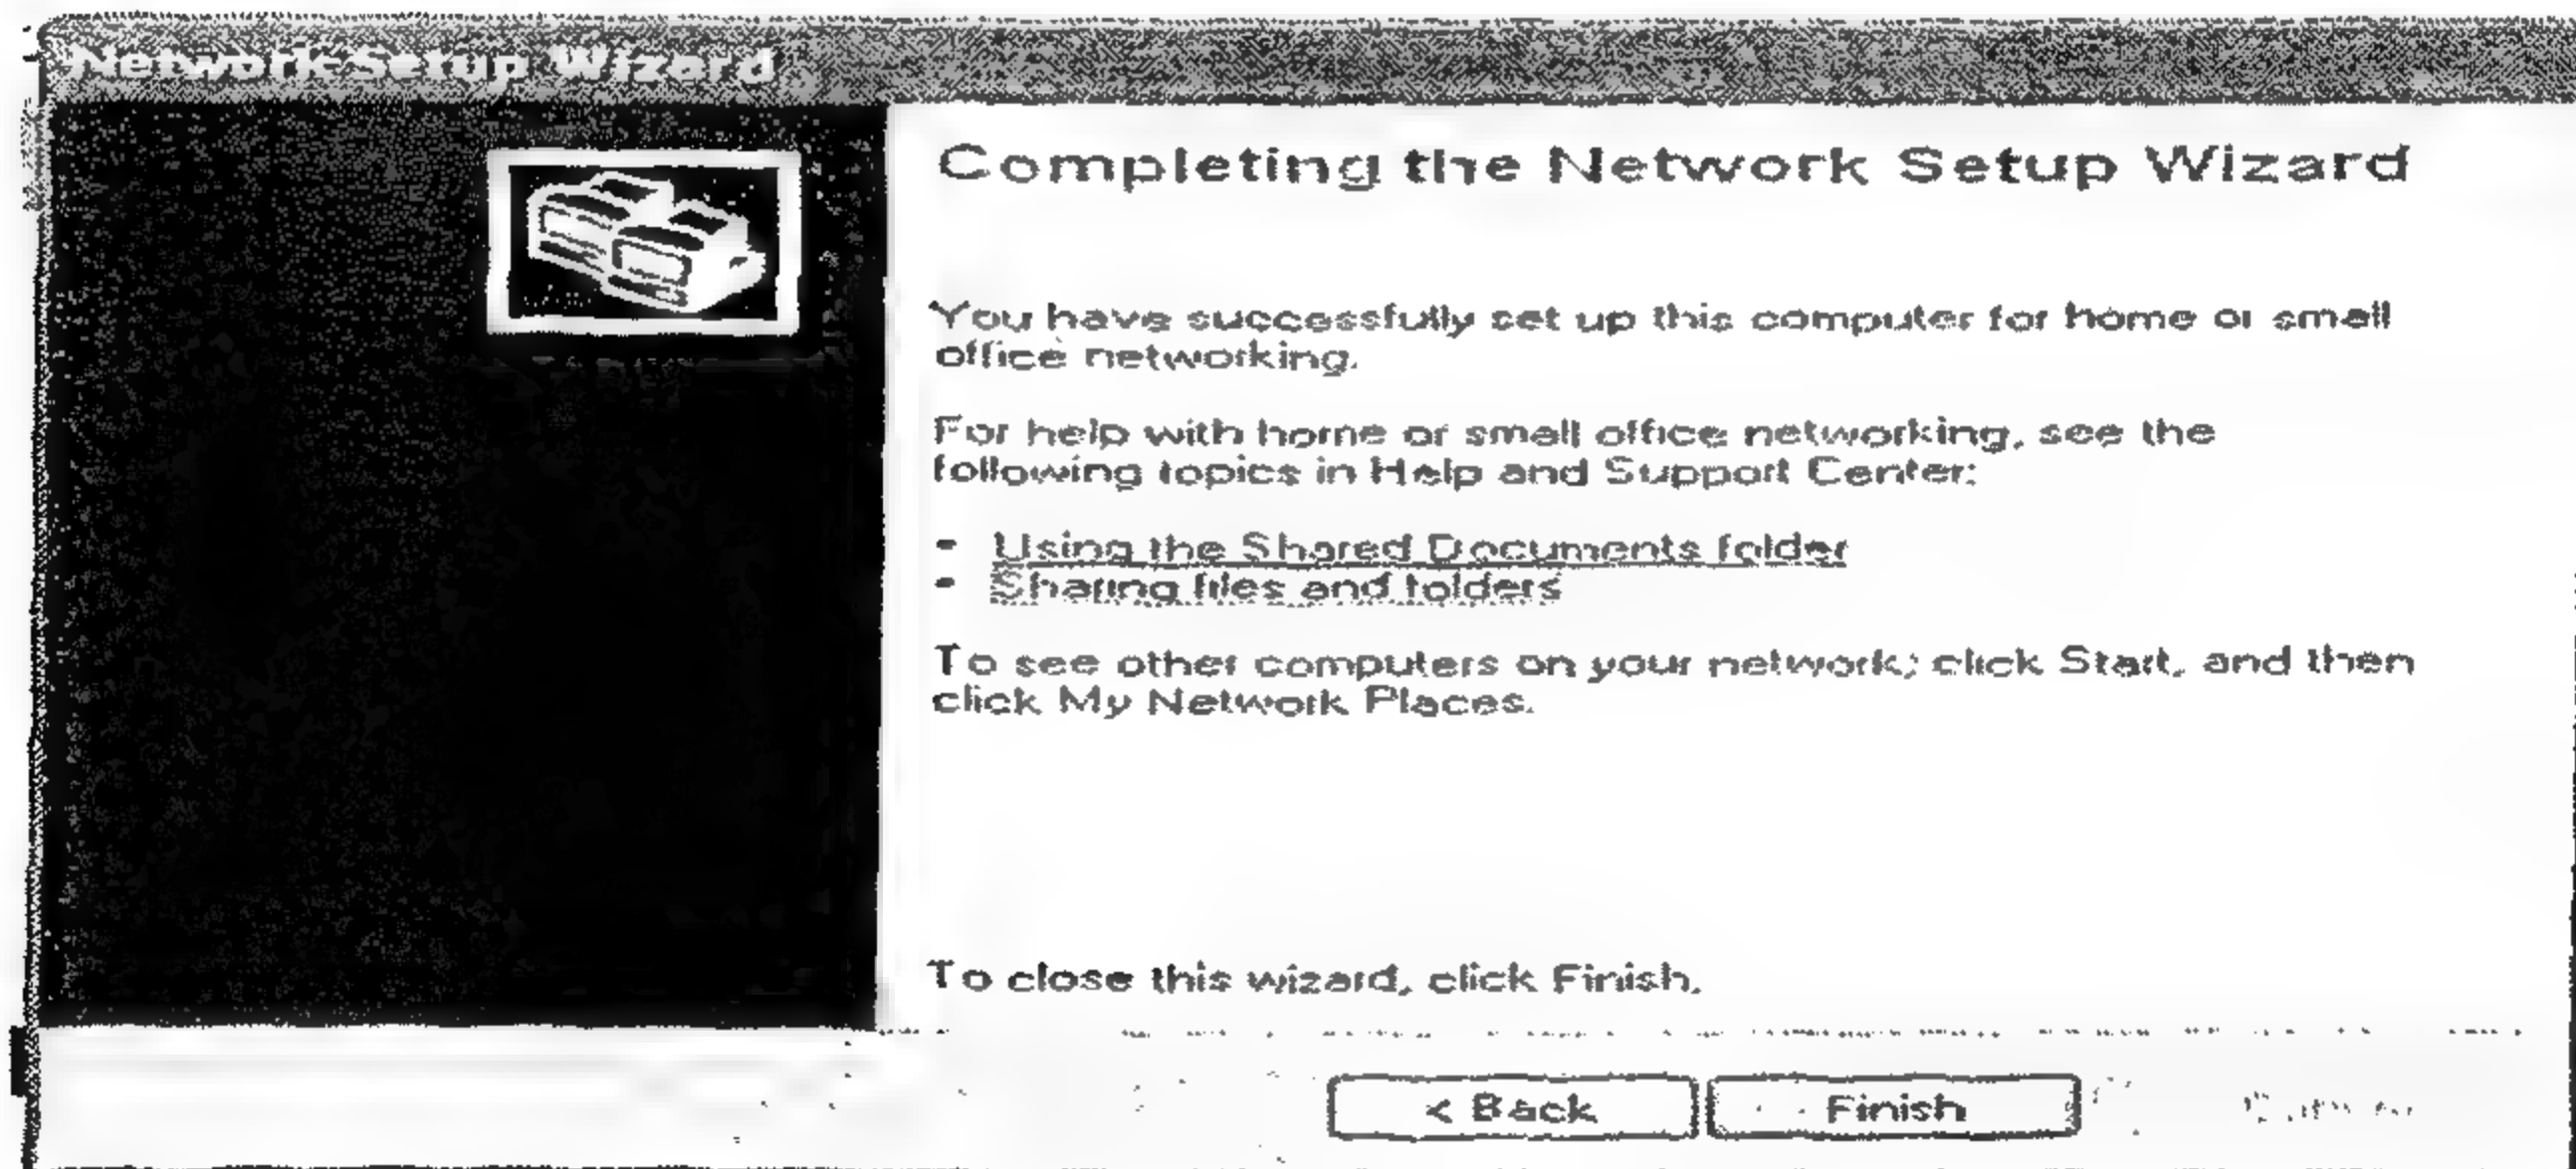 Network Setup Wizard
Completing the Network Setup Wizard
You have successfully set up this computer for home or small
office networking.
For help with home or small office networking, see the
following topics in Help and Support Center:
- Using the Shared Documents folder
- Sharing files and folders
To see other computers on your network, click Start, and then
click My Network Places.
To close this wizard, click Finish.
< Back
Finish